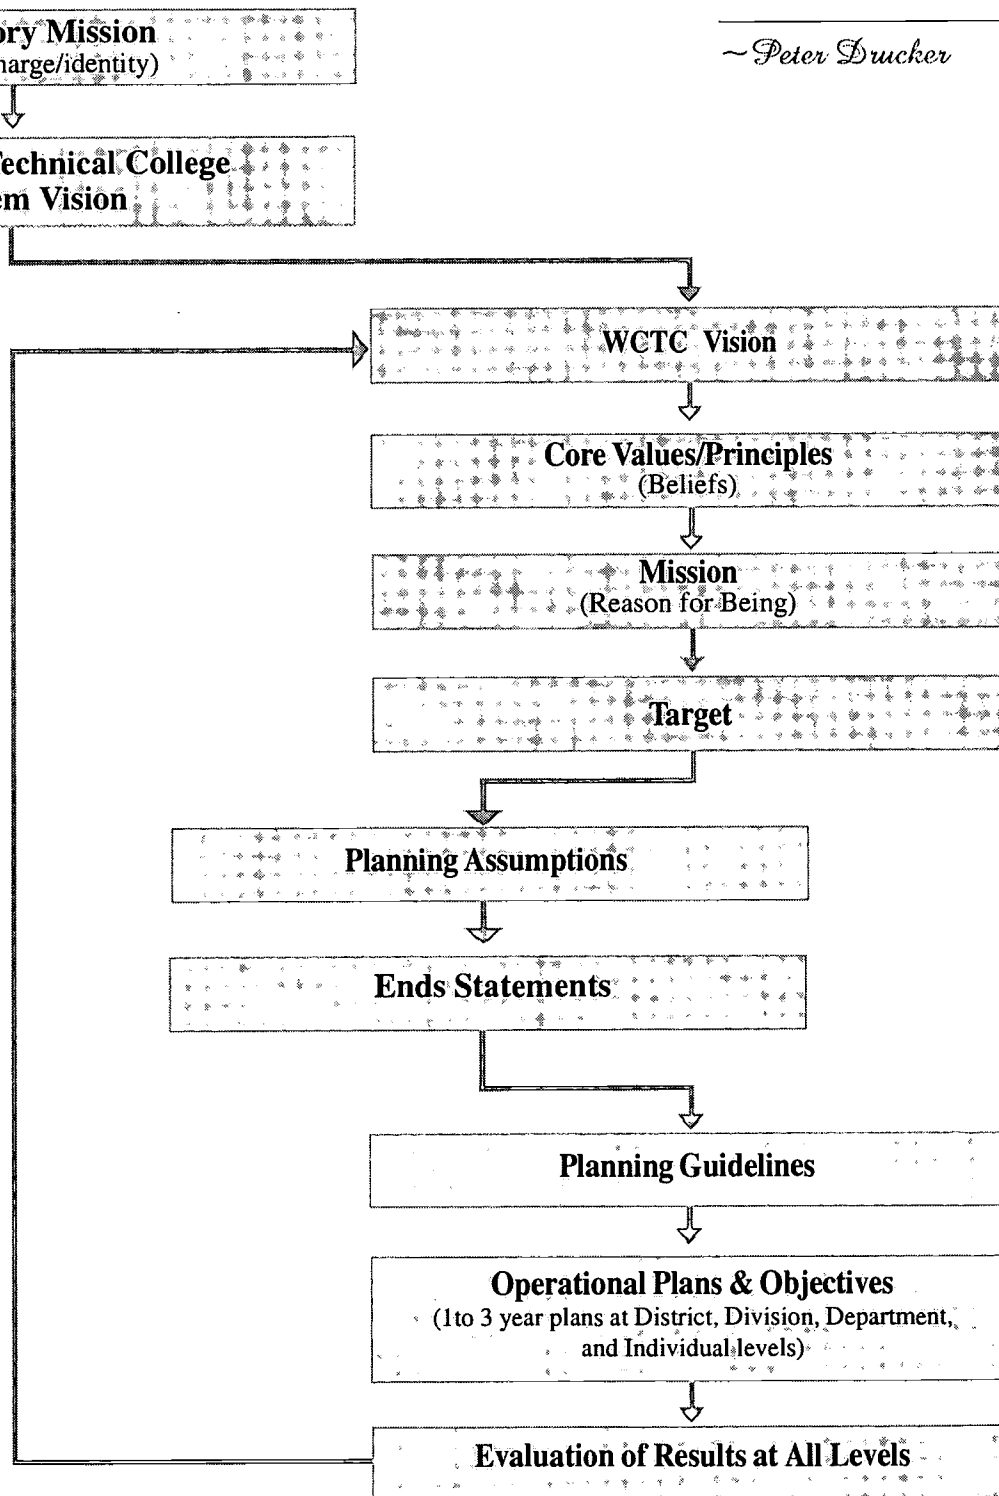 ory Mission
harge/identity)
~Peter Drucker
Technical College
em Vision
WCTC Vision
Core Values/Principles
(Beliefs)
Mission
(Reason for Being)
Target
Planning Assumptions
Ends Statements
Planning Guidelines
Operational Plans & Objectives
(1to 3 year plans at District, Division, Department,
and Individual levels)
Evaluation of Results at All Levels